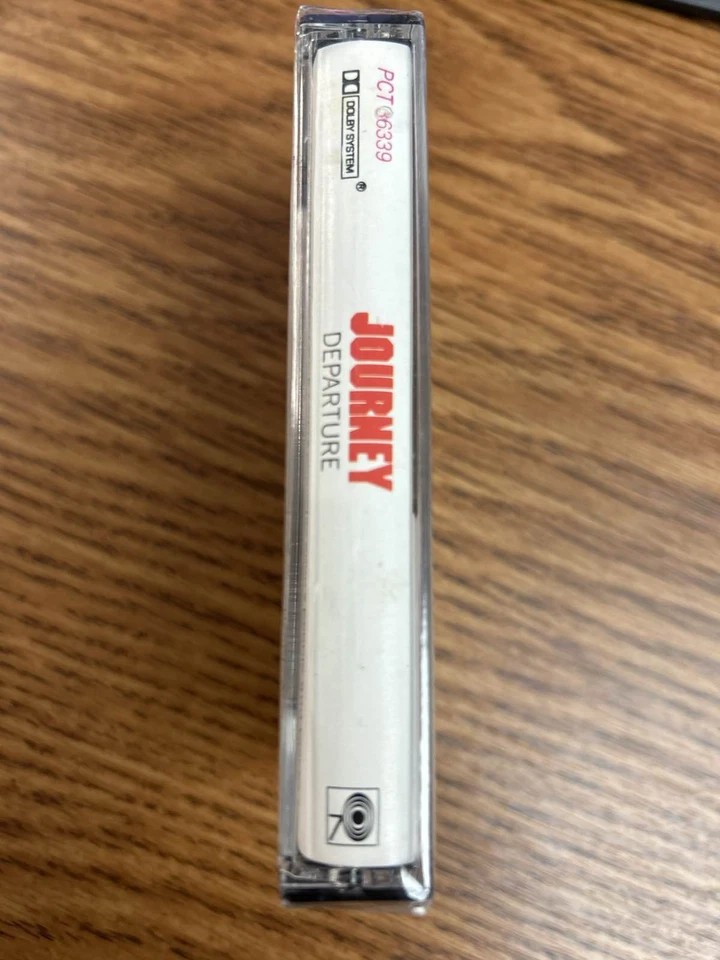 PCT 36339
DOLBY SYSTEM ®
JOURNEY
DEPARTURE